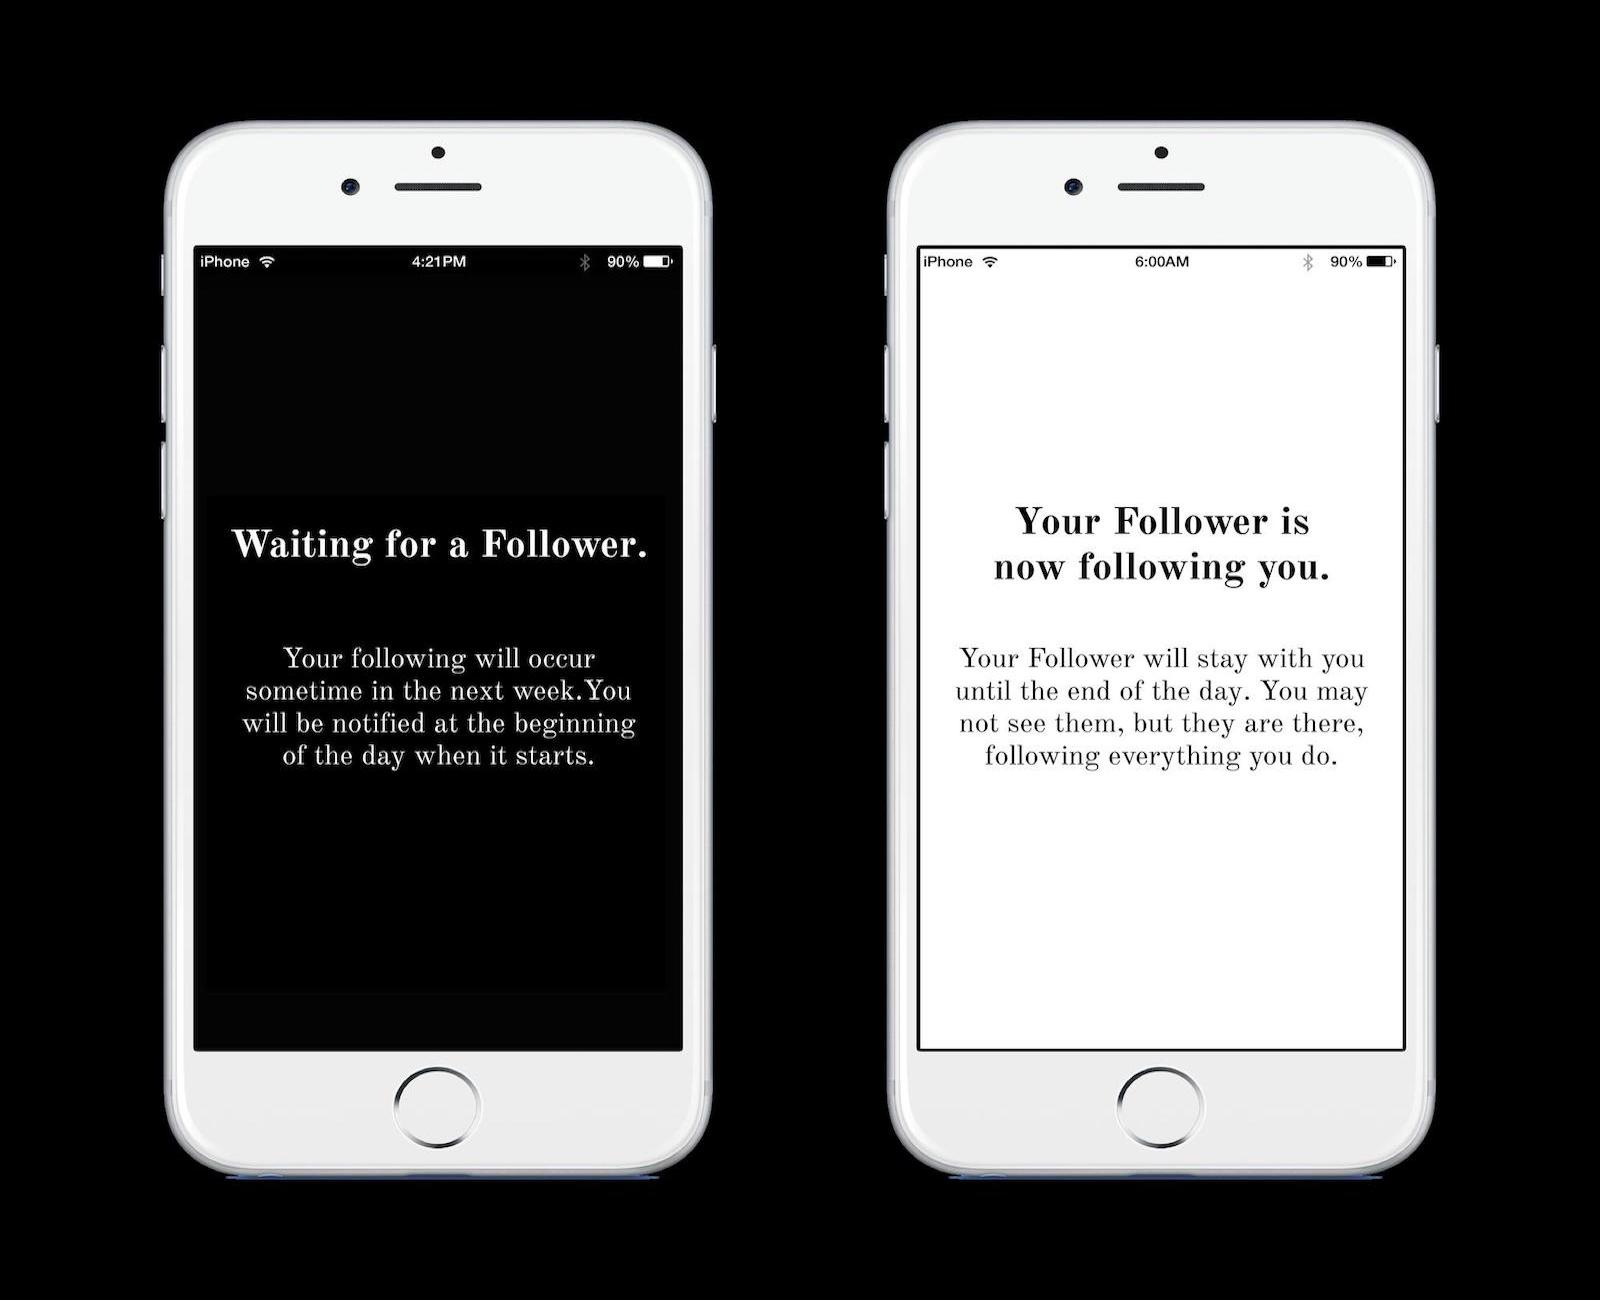 iPhone 4:21PM 90%
Waiting for a Follower.
Your following will occur
sometime in the next week.You
will be notified at the beginning
of the day when it starts.
iPhone 6:00AM 90%
Your Follower is
now following you.
Your Follower will stay with you
until the end of the day. You may
not see them, but they are there,
following everything you do.